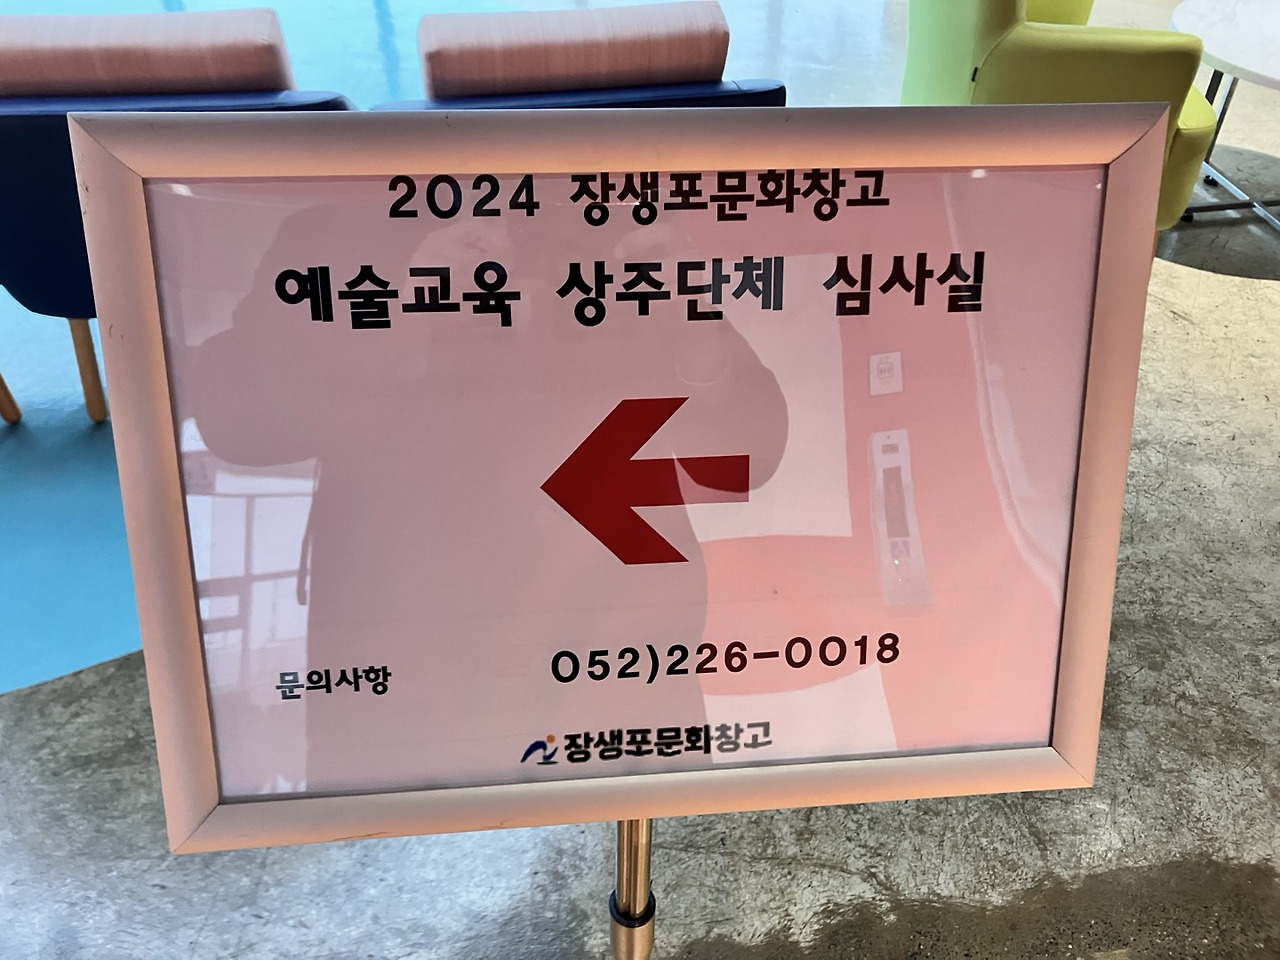 2024 장생포문화창고
예술교육 상주단체 심사실
문의사항 052)226-0018
장생포문화창고